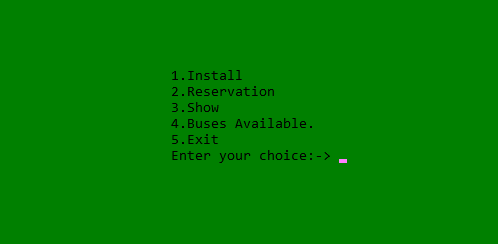 1.Install
2.Reservation
3.Show
4.Buses Available.
5.Exit
Enter your choice:->